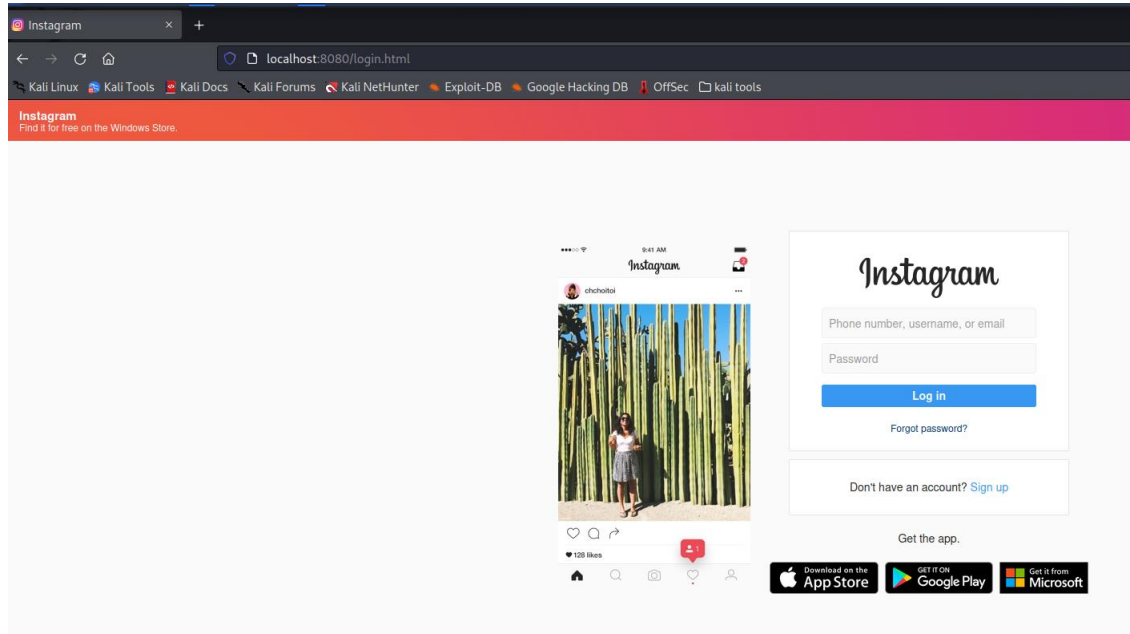 Instagram
localhost:8080/login.html
Kali Linux Kali Tools Kali Docs Kali Forums Kali NetHunter Exploit-DB Google Hacking DB OffSec kali tools
Instagram
Find it for free on the Windows Store.
9:41 AM
Instagram
2
chchoitoi
128 likes
1
Instagram
Phone number, username, or email
Password
Log in
Forgot password?
Don't have an account? Sign up
Get the app.
Download on the
App Store
GET IT ON
Google Play
Get it from
Microsoft